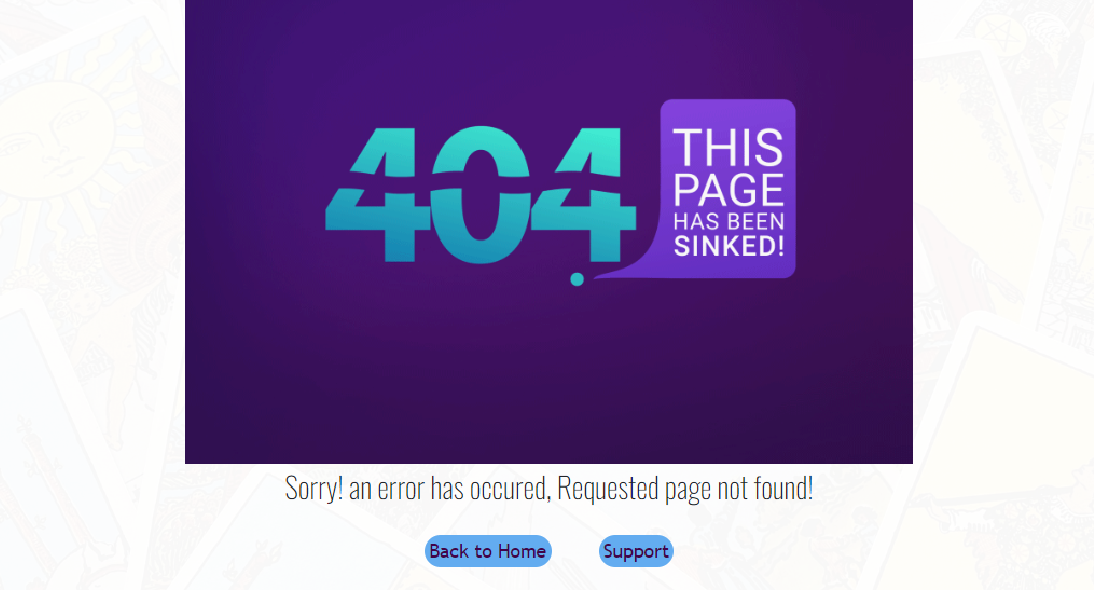 404
THIS
PAGE
HAS BEEN
SINKED!
Sorry! an error has occured, Requested page not found!
Back to Home
Support